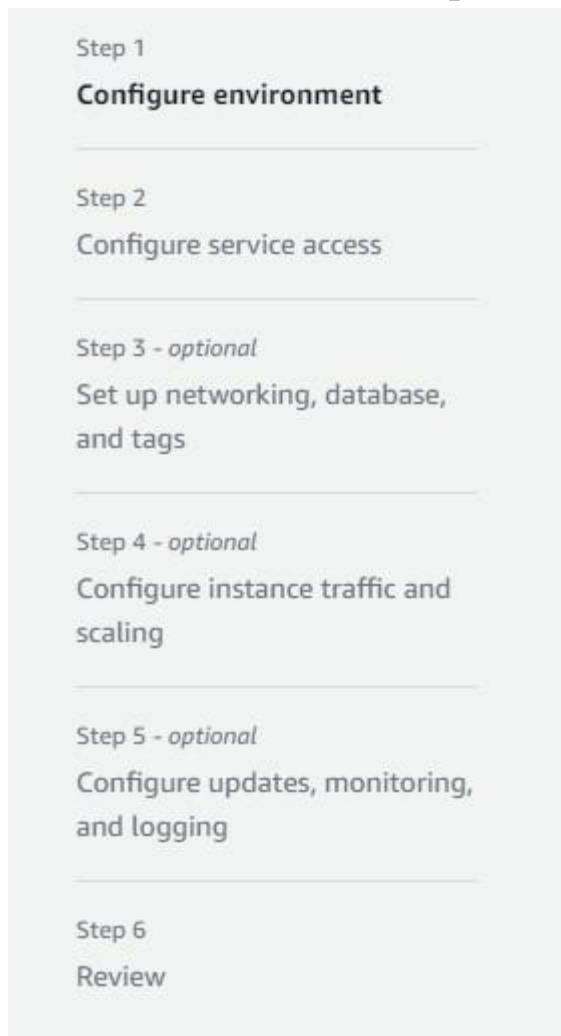 Step 1
Configure environment
Step 2
Configure service access
Step 3 - optional
Set up networking, database,
and tags
Step 4 - optional
Configure instance traffic and
scaling
Step 5 - optional
Configure updates, monitoring,
and logging
Step 6
Review